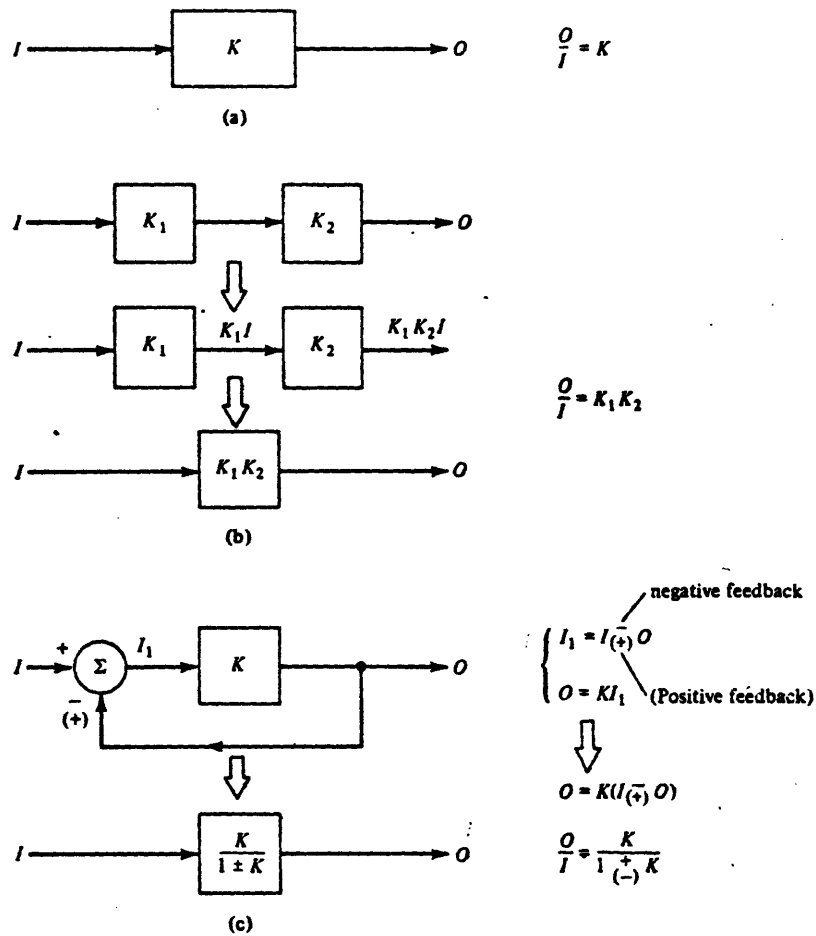 I K O O/I = K
(a)
I K₁ K₂ O
I K₁ K₁I K₂ K₁K₂I
O/I = K₁K₂
I K₁K₂ O
(b)
negative feedback
I + Σ I₁ K O
− (+)
I₁ = I −(+) O
O = KI₁ (Positive feedback)
O = K(I −(+) O)
I K/(1 ± K) O
O/I = K/(1 +(−) K)
(c)